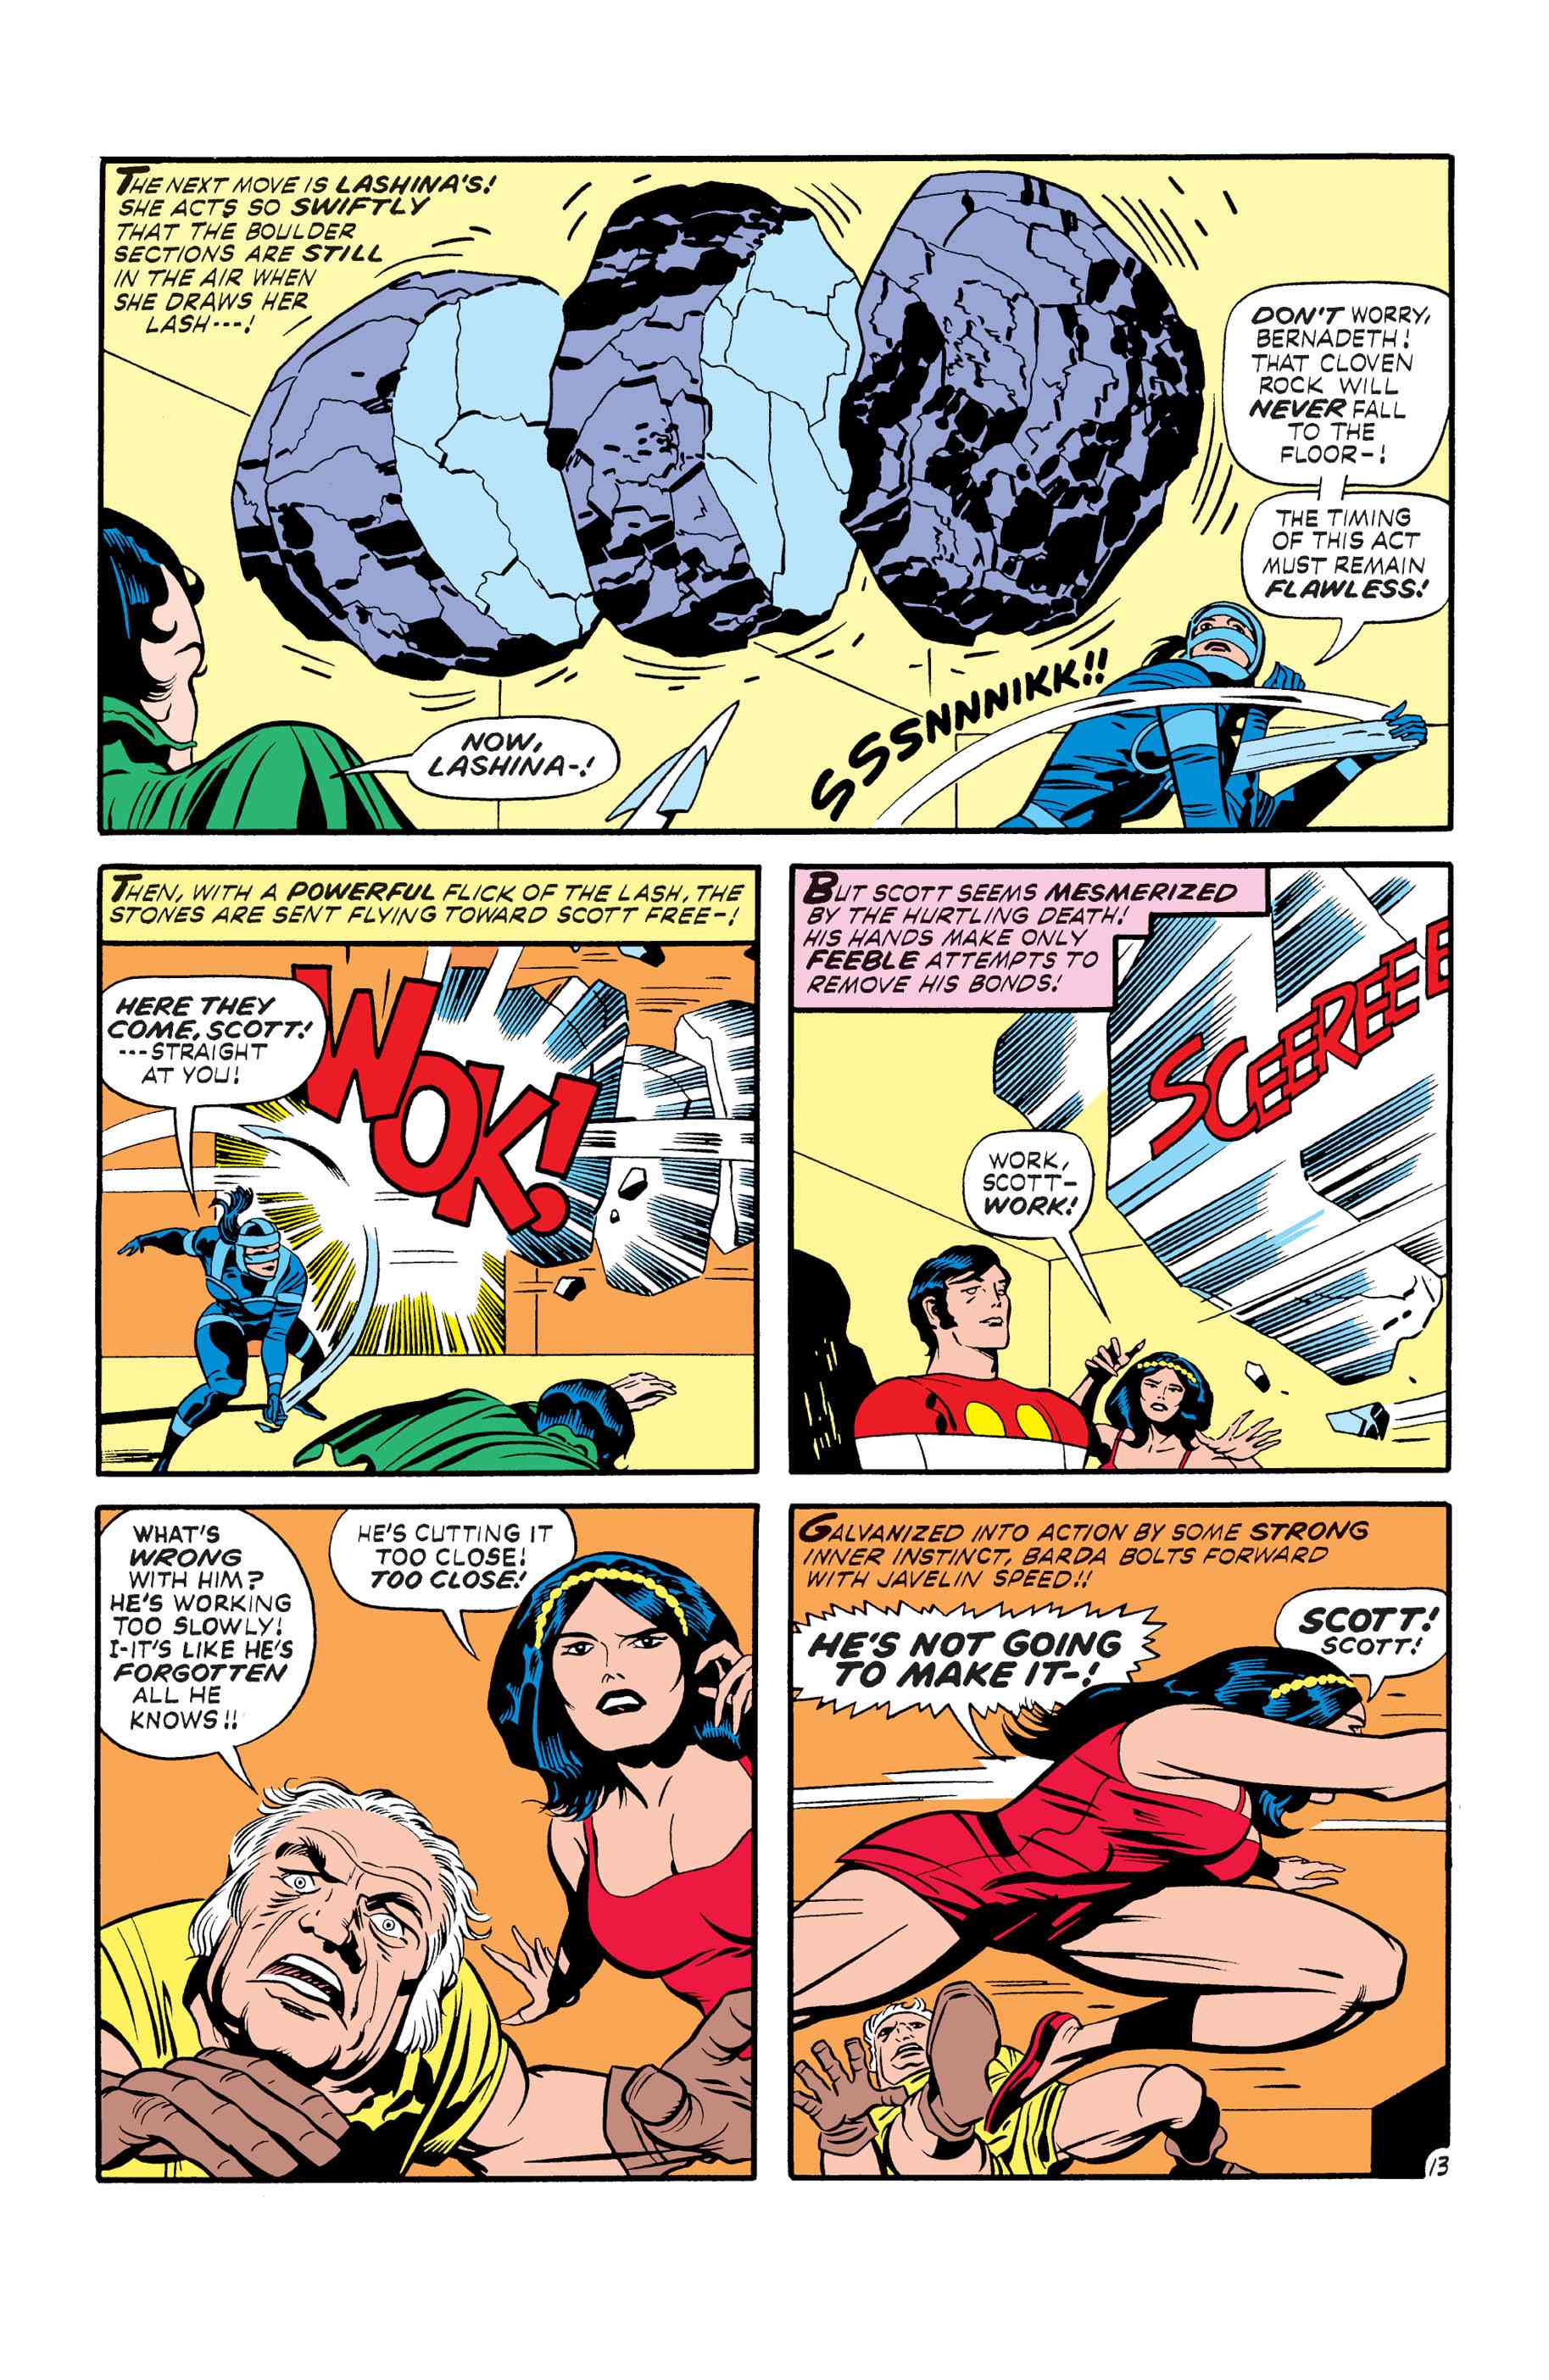 THE NEXT MOVE IS LASHINA'S!
SHE ACTS SO SWIFTLY
THAT THE BOULDER
SECTIONS ARE STILL
IN THE AIR WHEN
SHE DRAWS HER
LASH---!
DON'T WORRY,
BERNADETH!
THAT CLOVEN
ROCK WILL
NEVER FALL
TO THE
FLOOR-!
THE TIMING
OF THIS ACT
MUST REMAIN
FLAWLESS!
NOW,
LASHINA-!
SSSNNNIKK!!
THEN, WITH A POWERFUL FLICK OF THE LASH, THE
STONES ARE SENT FLYING TOWARD SCOTT FREE-!
HERE THEY
COME, SCOTT!
---STRAIGHT
AT YOU!
WOK!
BUT SCOTT SEEMS MESMERIZED
BY THE HURTLING DEATH!
HIS HANDS MAKE ONLY
FEEBLE ATTEMPTS TO
REMOVE HIS BONDS!
SCEEREEEE
WORK,
SCOTT-
WORK!
WHAT'S
WRONG
WITH HIM?
HE'S WORKING
TOO SLOWLY!
I-IT'S LIKE HE'S
FORGOTTEN
ALL HE
KNOWS!!
HE'S CUTTING IT
TOO CLOSE!
TOO CLOSE!
GALVANIZED INTO ACTION BY SOME STRONG
INNER INSTINCT, BARDA BOLTS FORWARD
WITH JAVELIN SPEED!!
HE'S NOT GOING
TO MAKE IT-!
SCOTT!
SCOTT!
13